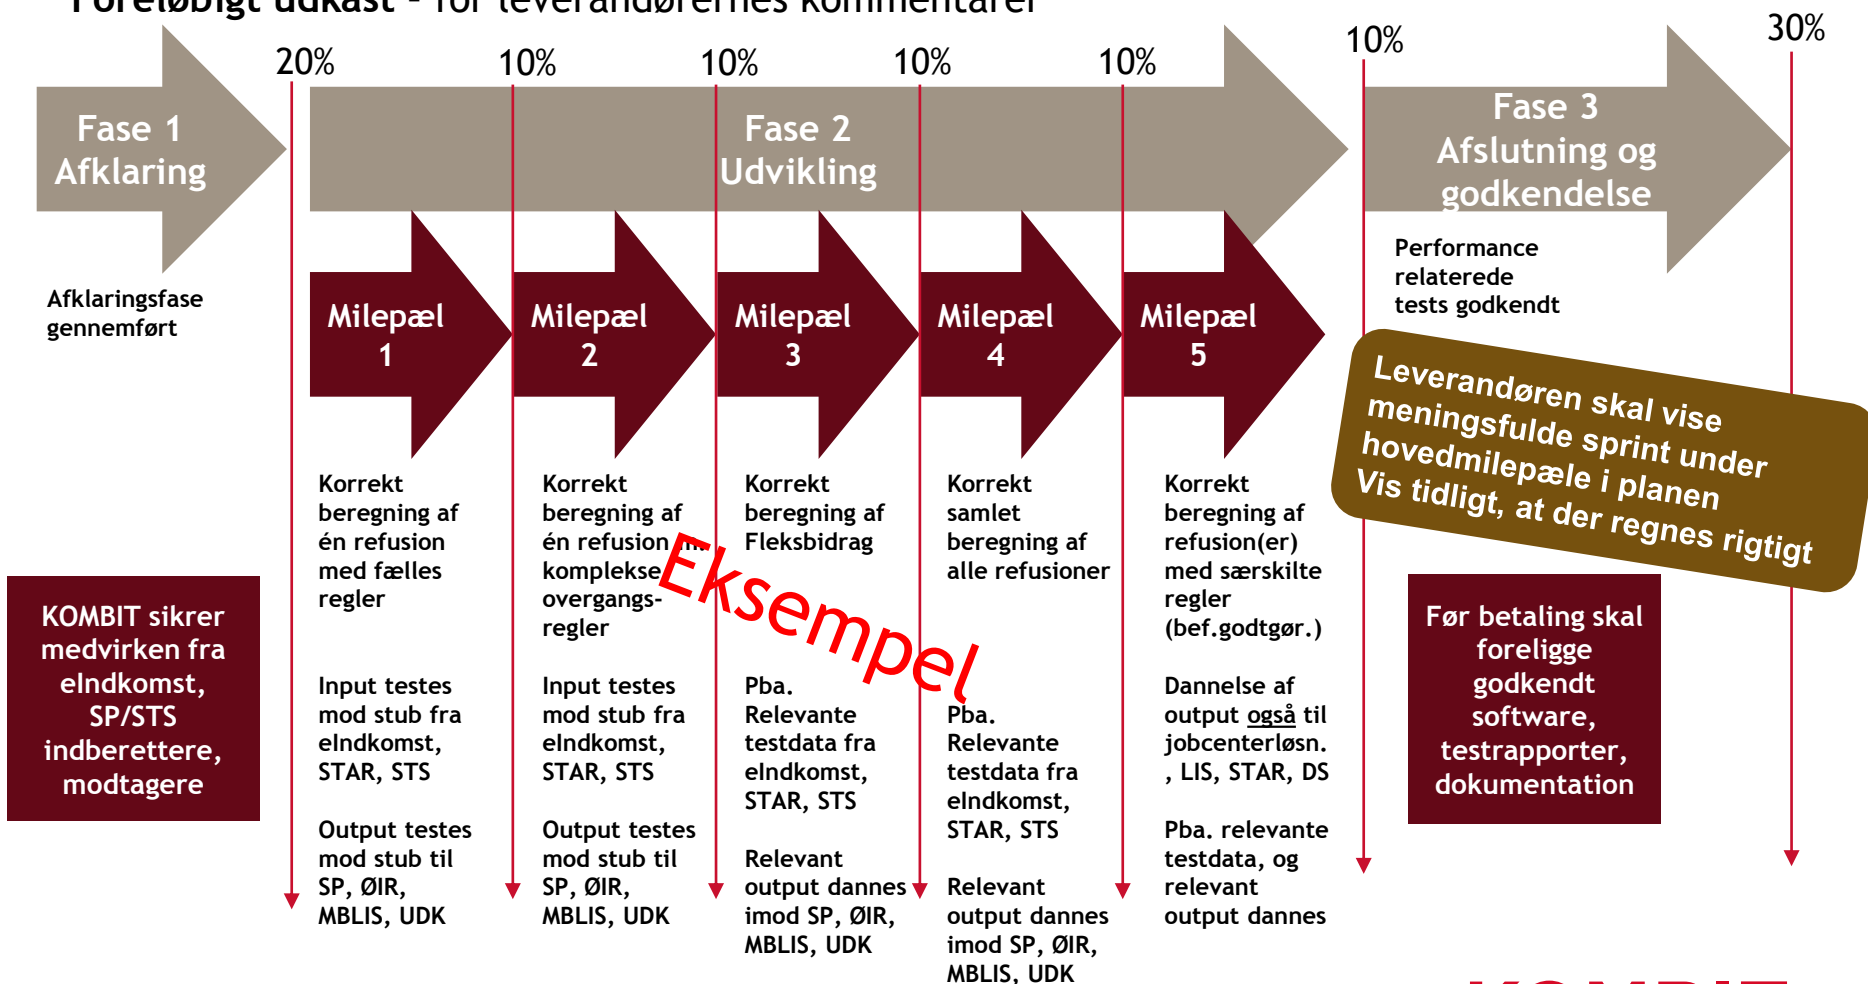 Foreløbigt udkast – for leverandørernes kommentarer
20%
10%
10%
10%
10%
10%
30%
Fase 1
Afklaring
Fase 2
Udvikling
Fase 3
Afslutning og
godkendelse
Afklaringsfase
gennemført
Performance
relaterede
tests godkendt
Milepæl
1
Milepæl
2
Milepæl
3
Milepæl
4
Milepæl
5
Leverandøren skal vise
meningsfulde sprint under
hovedmilepæle i planen
Vis tidligt, at der regnes rigtigt
KOMBIT sikrer
medvirken fra
eIndkomst,
SP/STS
indberettere,
modtagere
Korrekt
beregning af
én refusion
med fælles
regler
Input testes
mod stub fra
eIndkomst,
STAR, STS
Output testes
mod stub til
SP, ØIR,
MBLIS, UDK
Korrekt
beregning af
én refusion m.
komplekse
overgangs-
regler
Input testes
mod stub fra
eIndkomst,
STAR, STS
Output testes
mod stub til
SP, ØIR,
MBLIS, UDK
Korrekt
beregning af
Fleksbidrag
Pba.
Relevante
testdata fra
eIndkomst,
STAR, STS
Relevant
output dannes
imod SP, ØIR,
MBLIS, UDK
Eksempel
Korrekt
samlet
beregning af
alle refusioner
Pba.
Relevante
testdata fra
eIndkomst,
STAR, STS
Relevant
output dannes
imod SP, ØIR,
MBLIS, UDK
Korrekt
beregning af
refusion(er)
med særskilte
regler
(bef.godtgør.)
Dannelse af
output også til
jobcenterløsn.
, LIS, STAR, DS
Pba. relevante
testdata, og
relevant
output dannes
Før betaling skal
foreligge
godkendt
software,
testrapporter,
dokumentation
KOMBIT